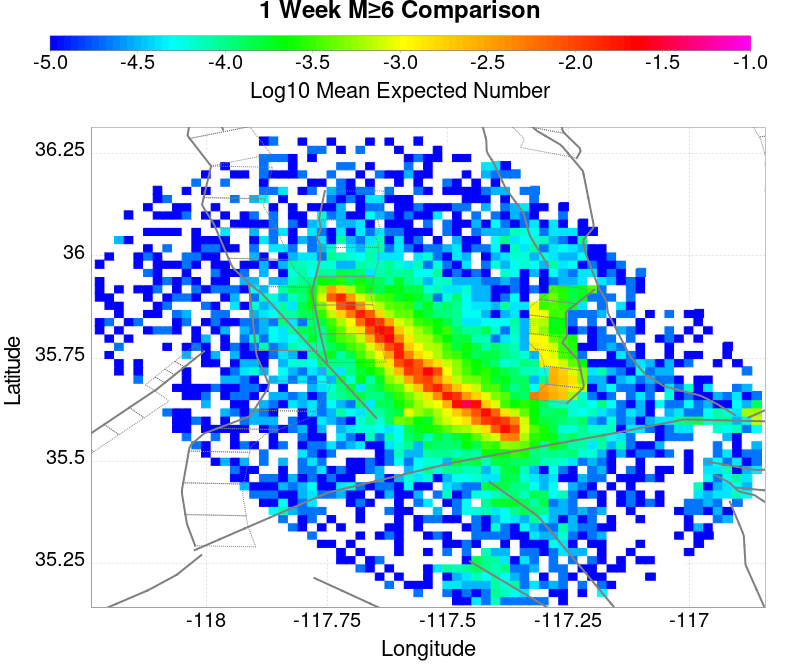 1 Week M≥6 Comparison
-5.0 -4.5 -4.0 -3.5 -3.0 -2.5 -2.0 -1.5 -1.0
Log10 Mean Expected Number
36.25
36
35.75
35.5
35.25
Latitude
-118 -117.75 -117.5 -117.25 -117
Longitude